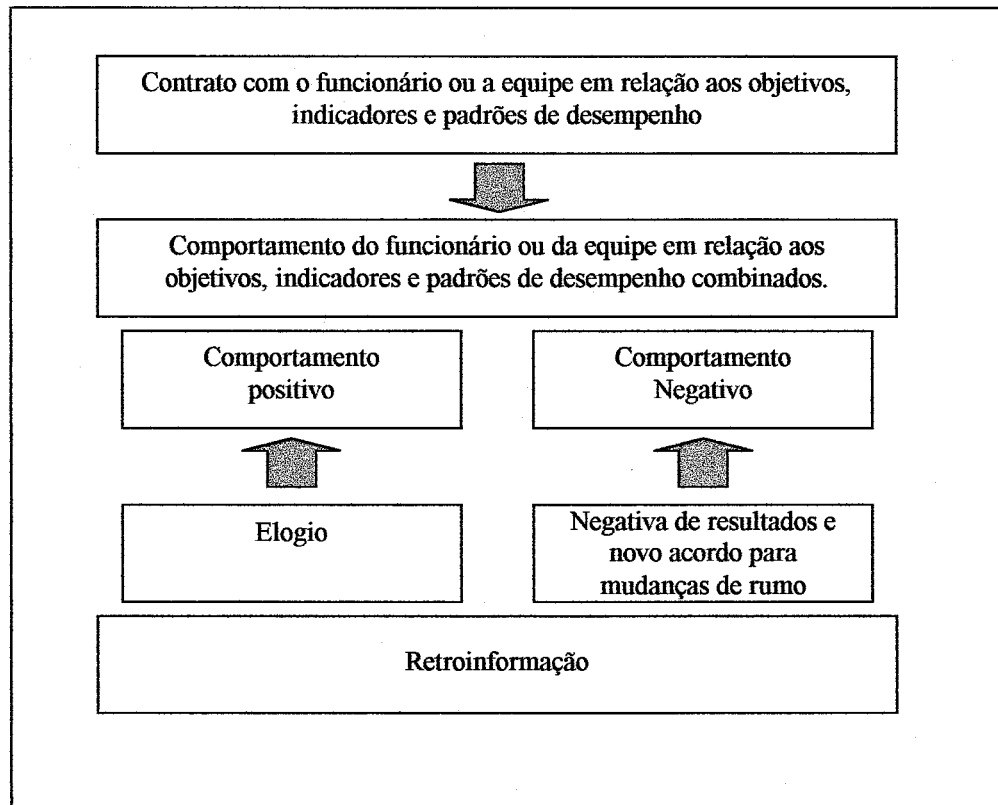 Contrato com o funcionário ou a equipe em relação aos objetivos,
indicadores e padrões de desempenho
Comportamento do funcionário ou da equipe em relação aos
objetivos, indicadores e padrões de desempenho combinados.
Comportamento
positivo
Comportamento
Negativo
Elogio
Negativa de resultados e
novo acordo para
mudanças de rumo
Retroinformação